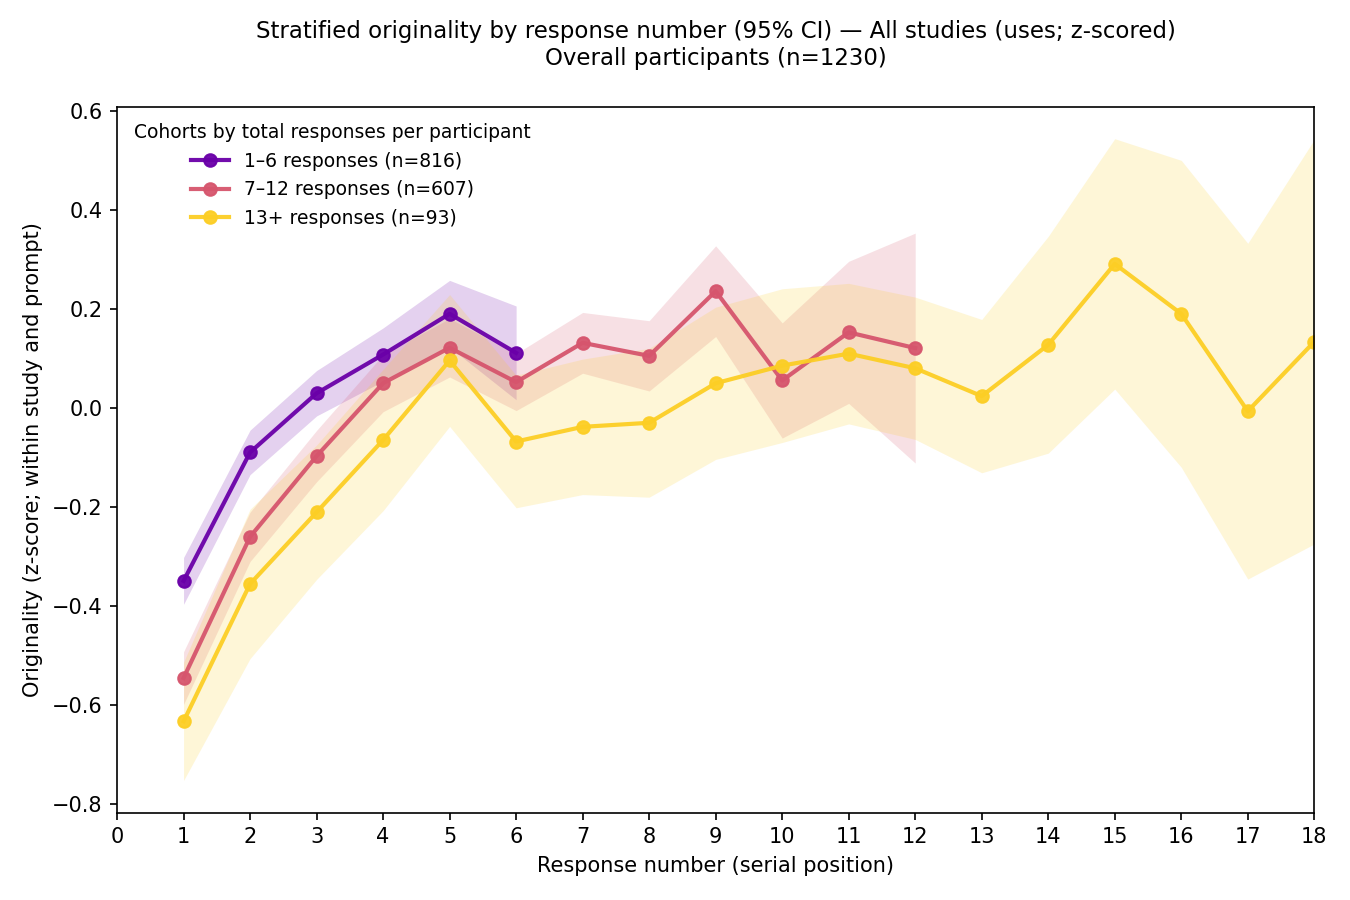 Stratified originality by response number (95% CI) — All studies (uses; z-scored)
Overall participants (n=1230)
Cohorts by total responses per participant
1–6 responses (n=816)
7–12 responses (n=607)
13+ responses (n=93)
Originality (z-score; within study and prompt)
0.6
0.4
0.2
0.0
−0.2
−0.4
−0.6
−0.8
0 1 2 3 4 5 6 7 8 9 10 11 12 13 14 15 16 17 18
Response number (serial position)